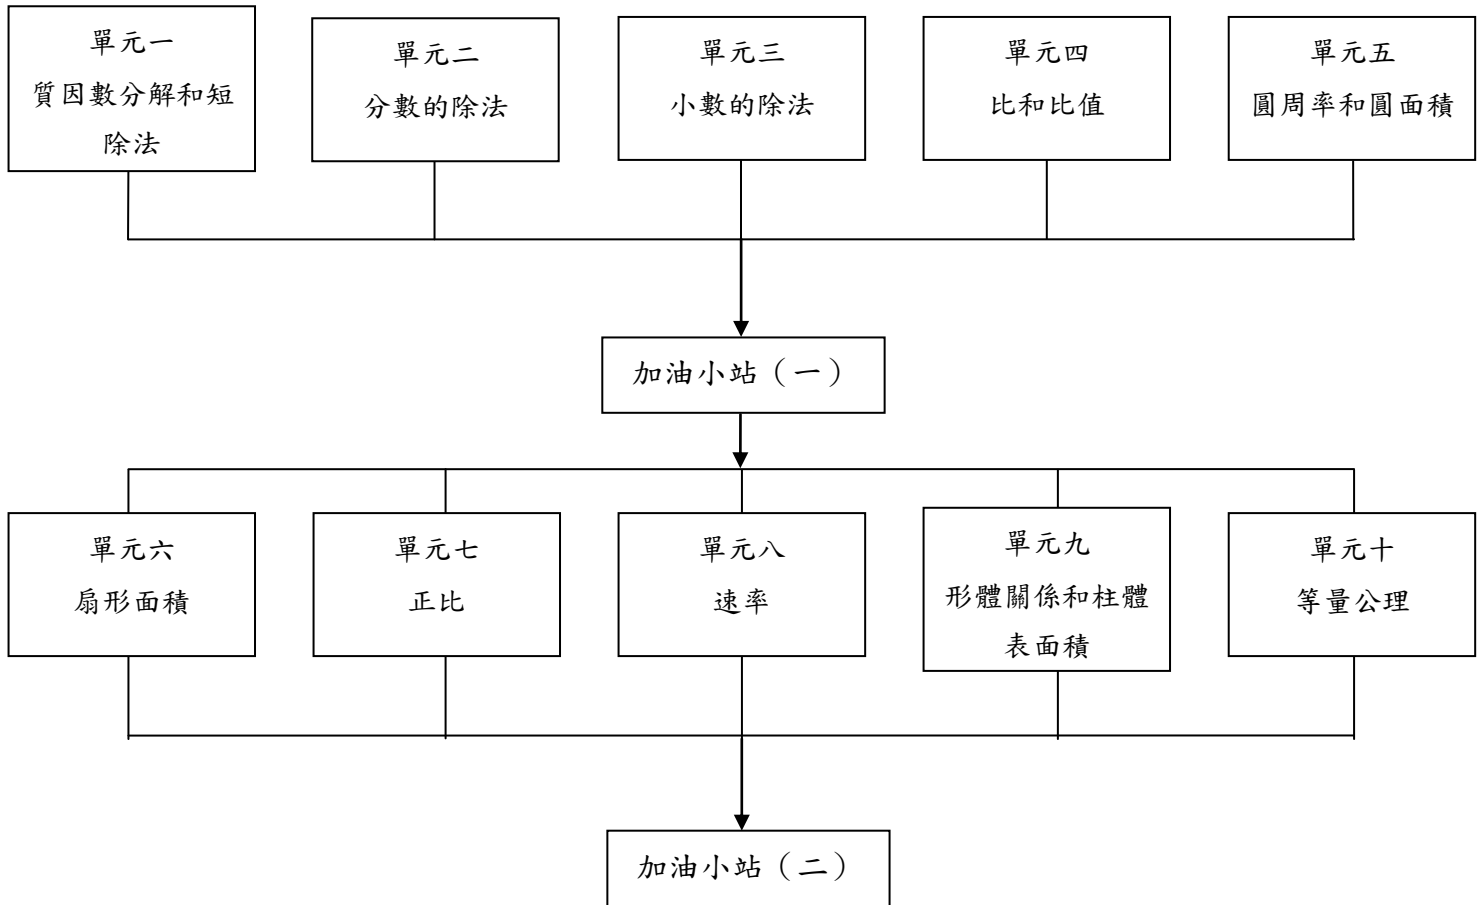 單元一
質因數分解和短
除法
單元二
分數的除法
單元三
小數的除法
單元四
比和比值
單元五
圓周率和圓面積
加油小站（一）
單元六
扇形面積
單元七
正比
單元八
速率
單元九
形體關係和柱體
表面積
單元十
等量公理
加油小站（二）